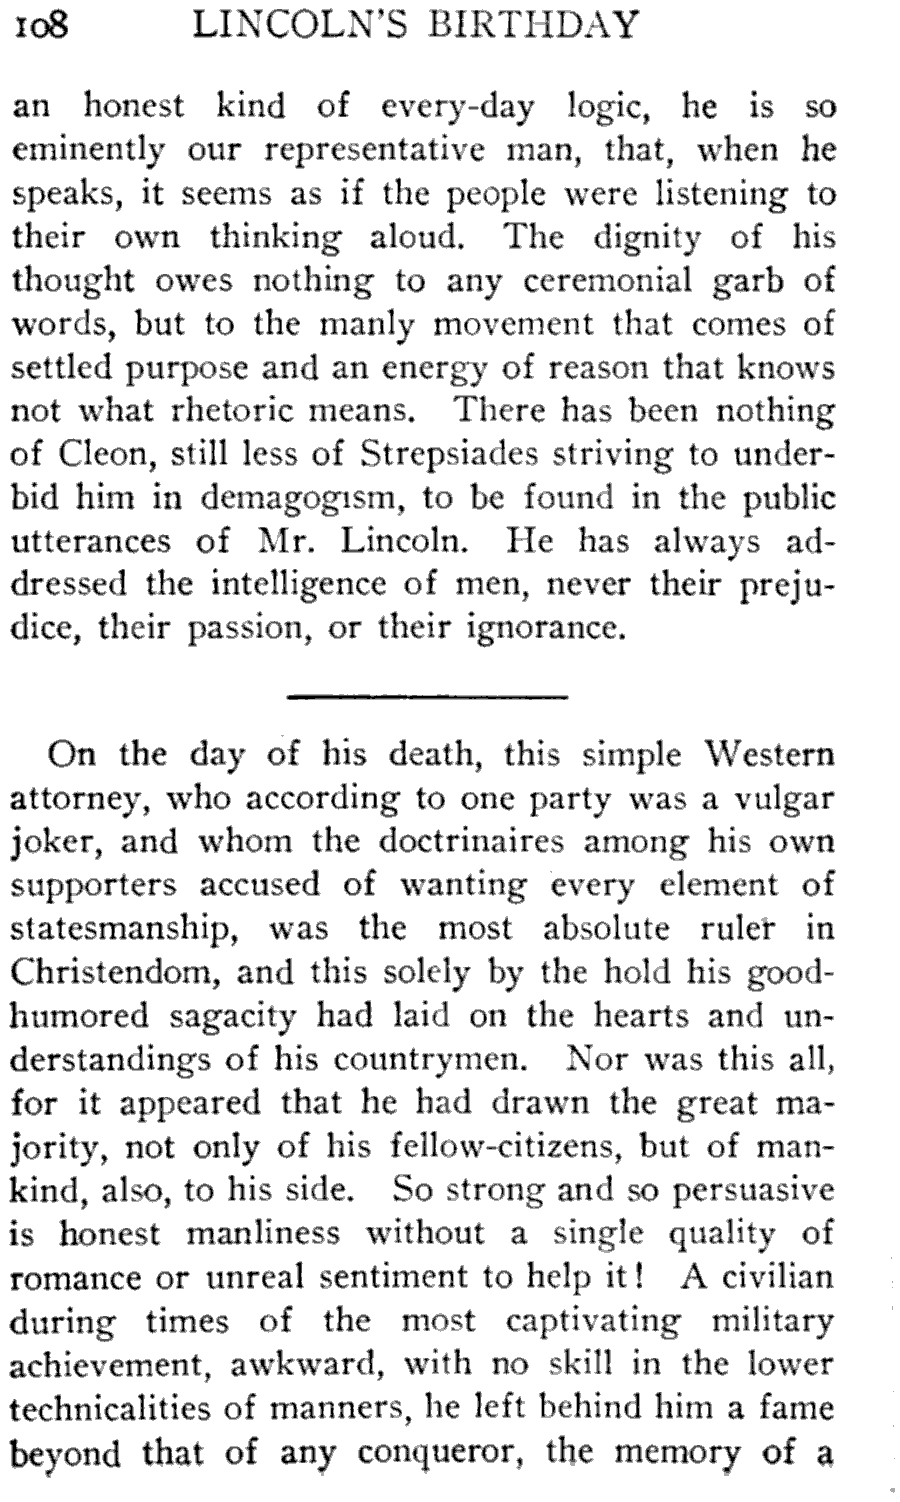 108 LINCOLN'S BIRTHDAY
an honest kind of every-day logic, he is so
eminently our representative man, that, when he
speaks, it seems as if the people were listening to
their own thinking aloud. The dignity of his
thought owes nothing to any ceremonial garb of
words, but to the manly movement that comes of
settled purpose and an energy of reason that knows
not what rhetoric means. There has been nothing
of Cleon, still less of Strepsiades striving to under-
bid him in demagogism, to be found in the public
utterances of Mr. Lincoln. He has always ad-
dressed the intelligence of men, never their preju-
dice, their passion, or their ignorance.
On the day of his death, this simple Western
attorney, who according to one party was a vulgar
joker, and whom the doctrinaires among his own
supporters accused of wanting every element of
statesmanship, was the most absolute ruler in
Christendom, and this solely by the hold his good-
humored sagacity had laid on the hearts and un-
derstandings of his countrymen. Nor was this all,
for it appeared that he had drawn the great ma-
jority, not only of his fellow-citizens, but of man-
kind, also, to his side. So strong and so persuasive
is honest manliness without a single quality of
romance or unreal sentiment to help it! A civilian
during times of the most captivating military
achievement, awkward, with no skill in the lower
technicalities of manners, he left behind him a fame
beyond that of any conqueror, the memory of a